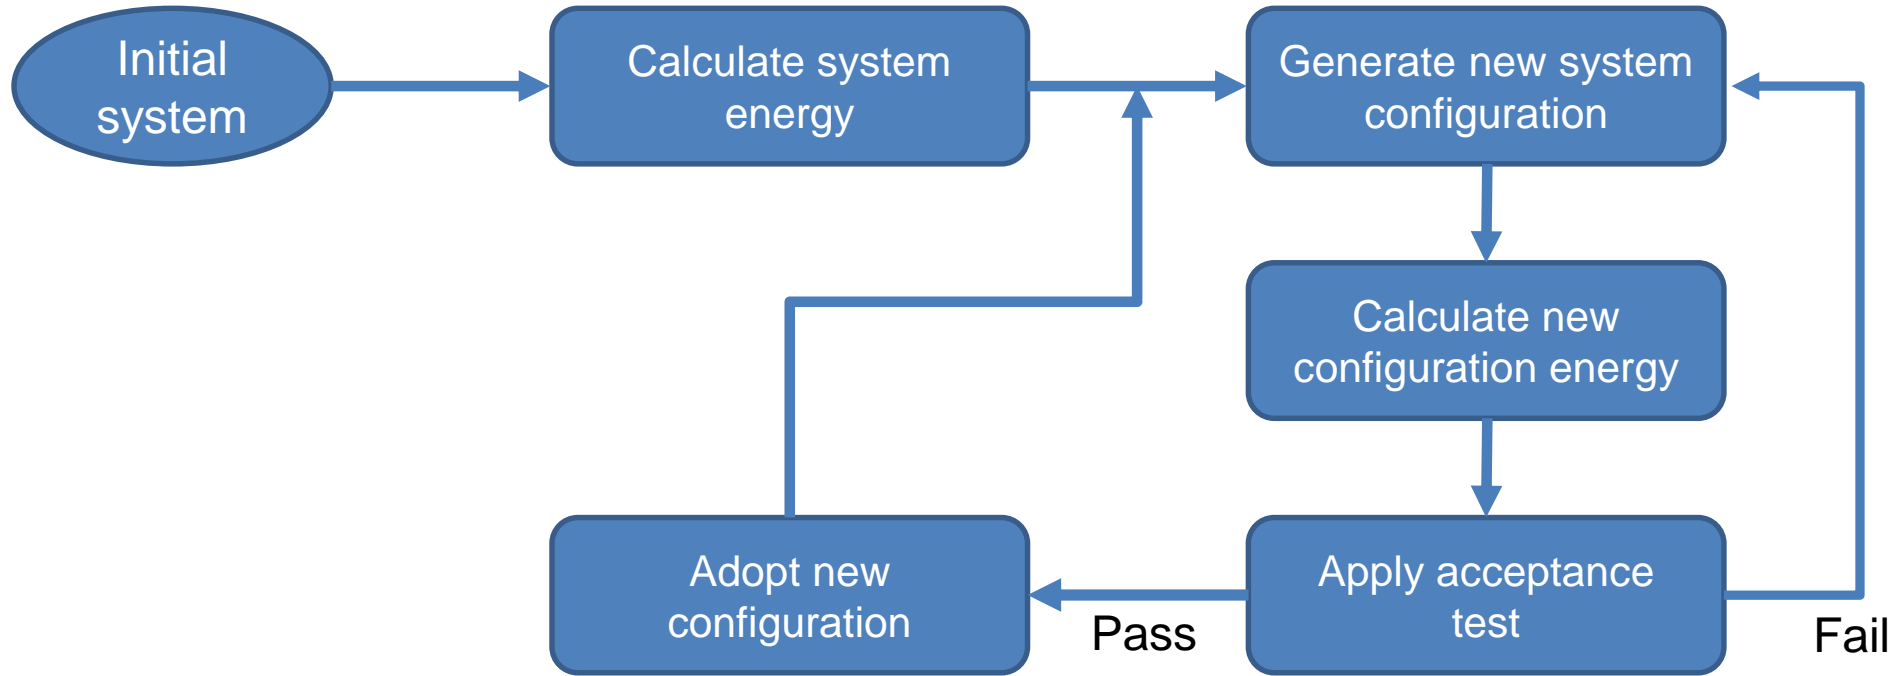 Initial
system
Calculate system
energy
Generate new system
configuration
Calculate new
configuration energy
Apply acceptance
test
Adopt new
configuration
Pass
Fail